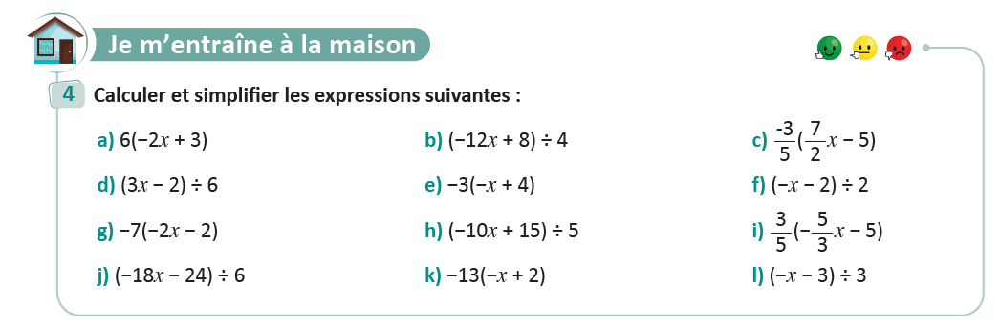 Je m’entraîne à la maison
4 Calculer et simplifier les expressions suivantes :
a) 6(−2x + 3) b) (−12x + 8) ÷ 4 c) -3/5(7/2x − 5)
d) (3x − 2) ÷ 6 e) −3(−x + 4) f) (−x − 2) ÷ 2
g) −7(−2x − 2) h) (−10x + 15) ÷ 5 i) 3/5(−5/3x − 5)
j) (−18x − 24) ÷ 6 k) −13(−x + 2) l) (−x − 3) ÷ 3